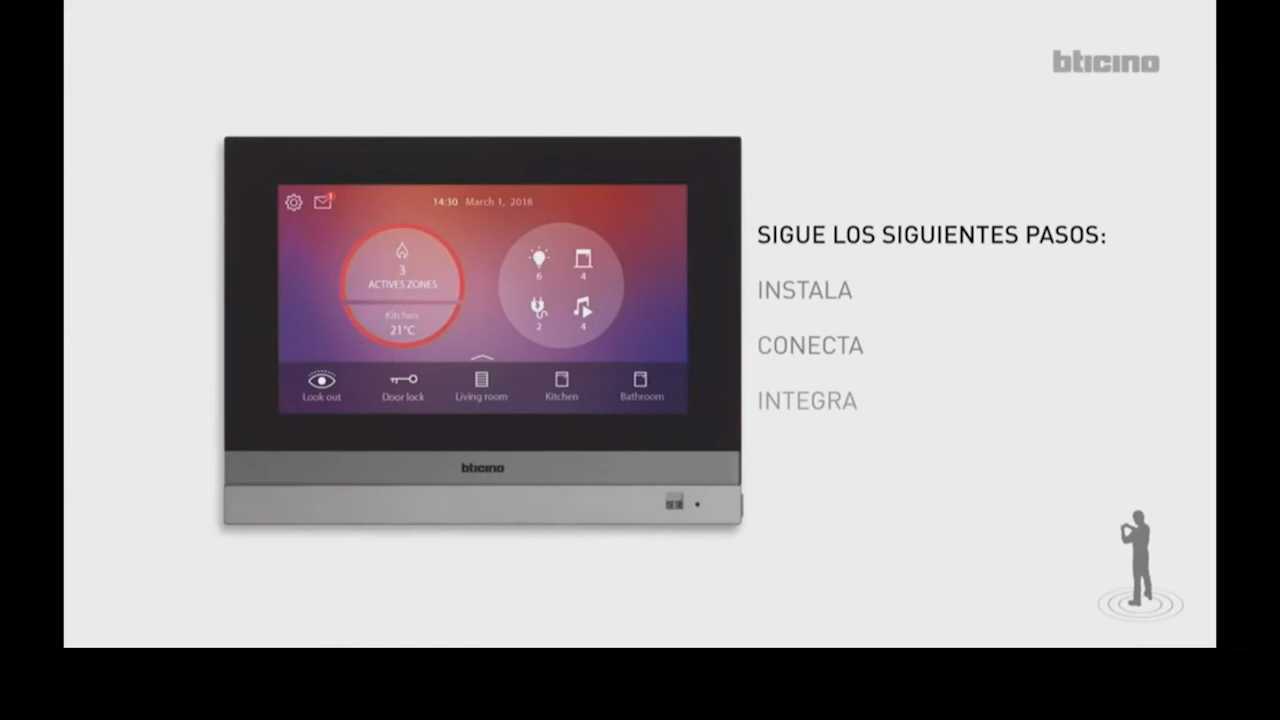 bticino
14:30 March 1, 2018
3
ACTIVES ZONES
Kitchen
21°C
6
4
2
4
Look out
Door lock
Living room
Kitchen
Bathroom
bticino
SIGUE LOS SIGUIENTES PASOS:
INSTALA
CONECTA
INTEGRA